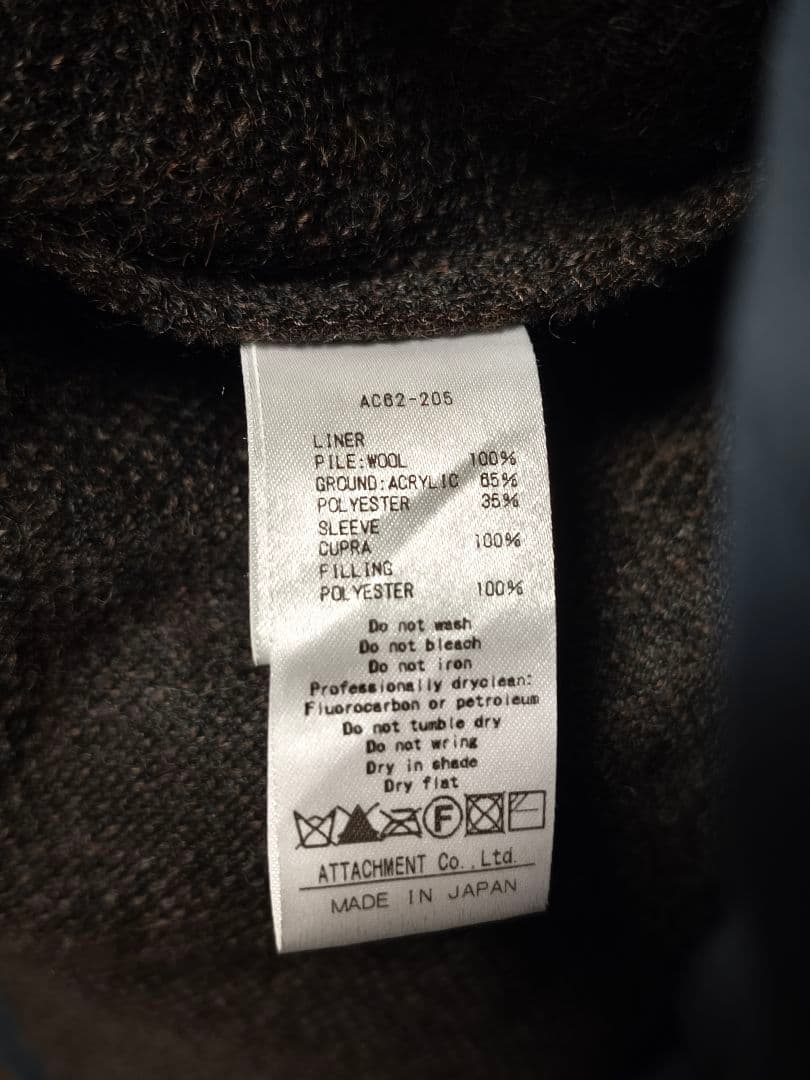 AC62-205
LINER
PILE:WOOL 100%
GROUND:ACRYLIC 65%
POLYESTER 35%
SLEEVE
CUPRA 100%
FILLING
POLYESTER 100%
Do not wash
Do not bleach
Do not iron
Professionally dryclean:
Fluorocarbon or petroleum
Do not tumble dry
Do not wring
Dry in shade
Dry flat
F
ATTACHMENT Co.,Ltd.
MADE IN JAPAN